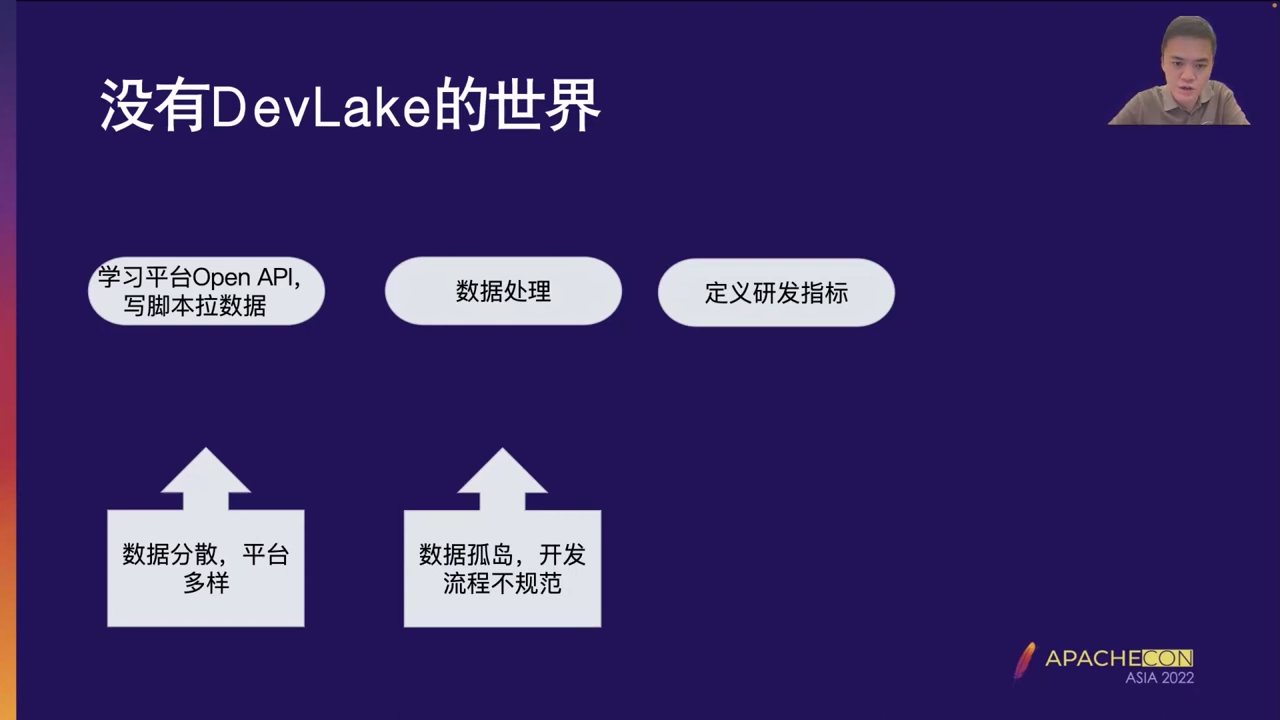 没有DevLake的世界
学习平台Open API,
写脚本拉数据
数据处理
定义研发指标
数据分散，平台
多样
数据孤岛，开发
流程不规范
APACHECON
ASIA 2022